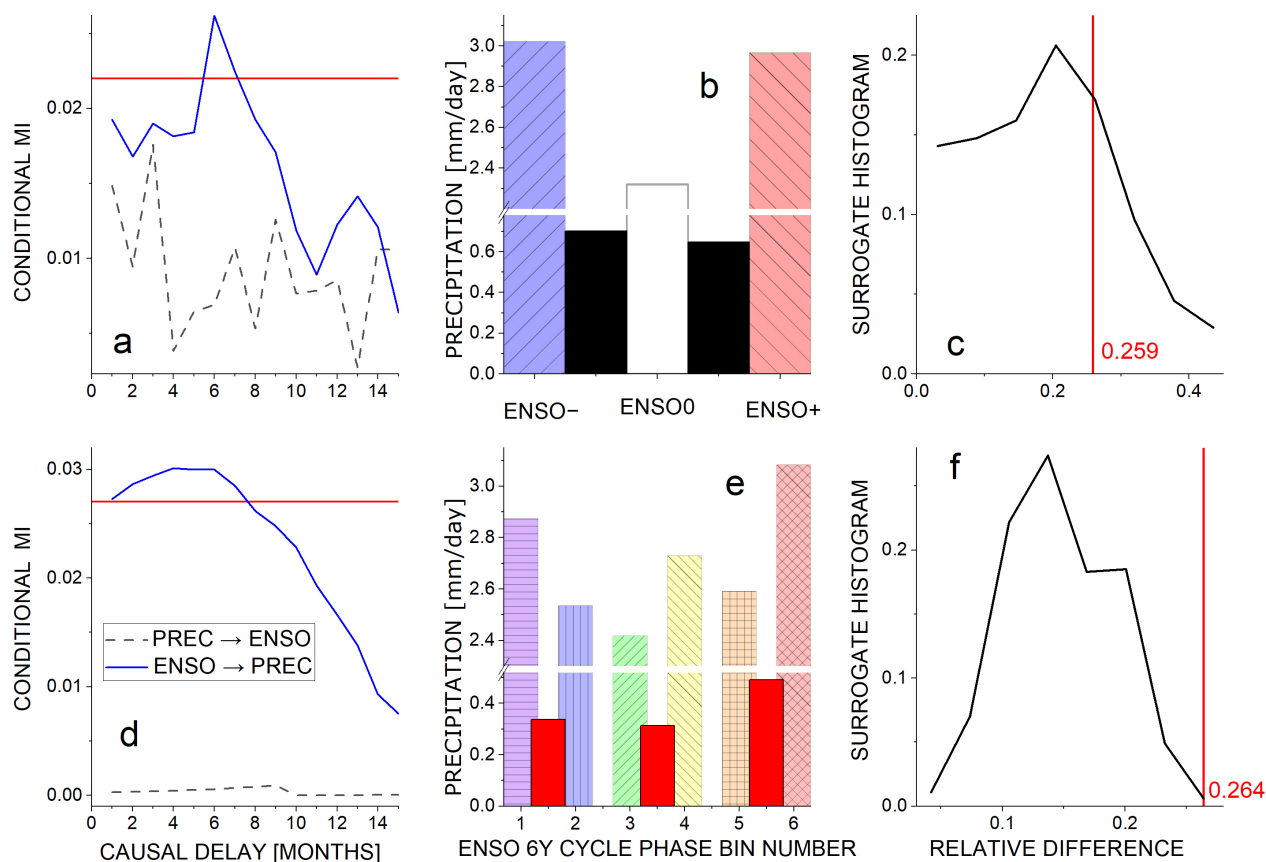 CONDITIONAL MI
0.02
0.01
a
0 2 4 6 8 10 12 14
PRECIPITATION [mm/day]
3.0
2.8
2.6
2.4
0.6
0.4
0.2
0.0
b
ENSO− ENSO0 ENSO+
SURROGATE HISTOGRAM
0.2
0.1
0.0
c
0.259
0.0 0.2 0.4
CONDITIONAL MI
0.03
0.02
0.01
0.00
PREC → ENSO
ENSO → PREC
d
0 2 4 6 8 10 12 14
CAUSAL DELAY [MONTHS]
PRECIPITATION [mm/day]
3.0
2.8
2.6
2.4
0.4
0.2
0.0
e
1 2 3 4 5 6
ENSO 6Y CYCLE PHASE BIN NUMBER
SURROGATE HISTOGRAM
0.2
0.1
0.0
f
0.264
0.1 0.2
RELATIVE DIFFERENCE